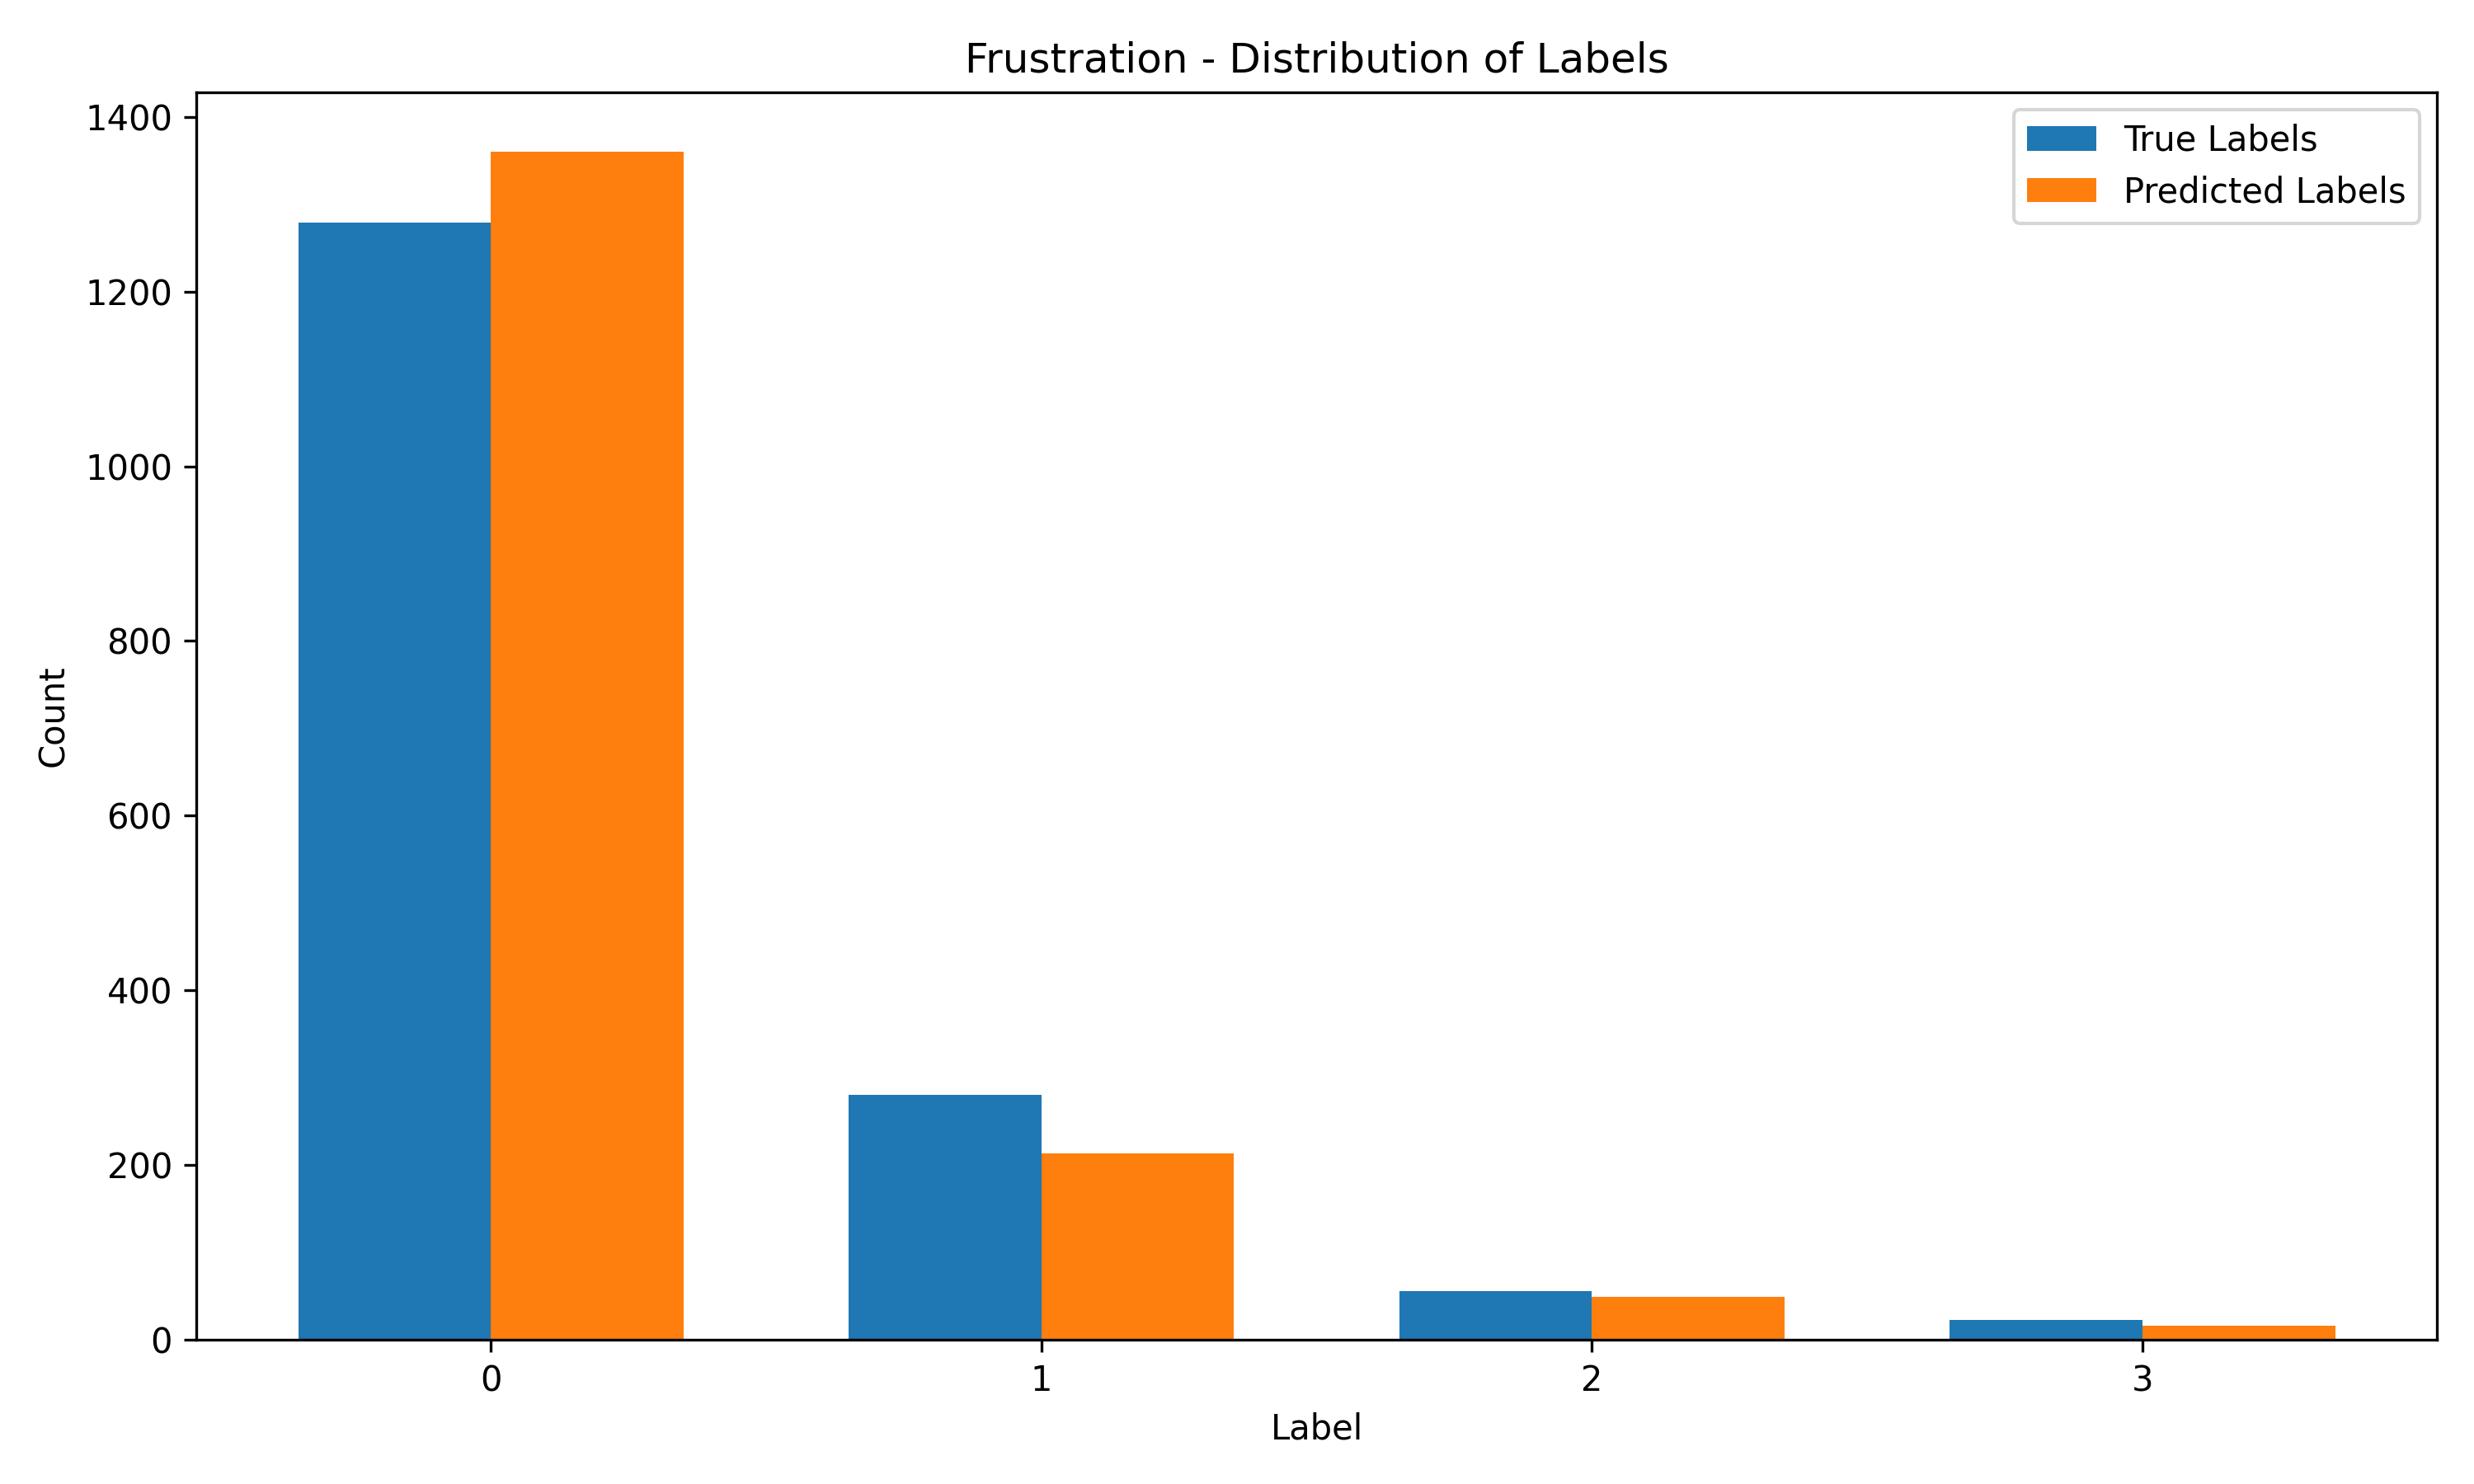 Frustration - Distribution of Labels
True Labels
Predicted Labels
1400
1200
1000
800
600
400
200
0
Count
0 1 2 3
Label